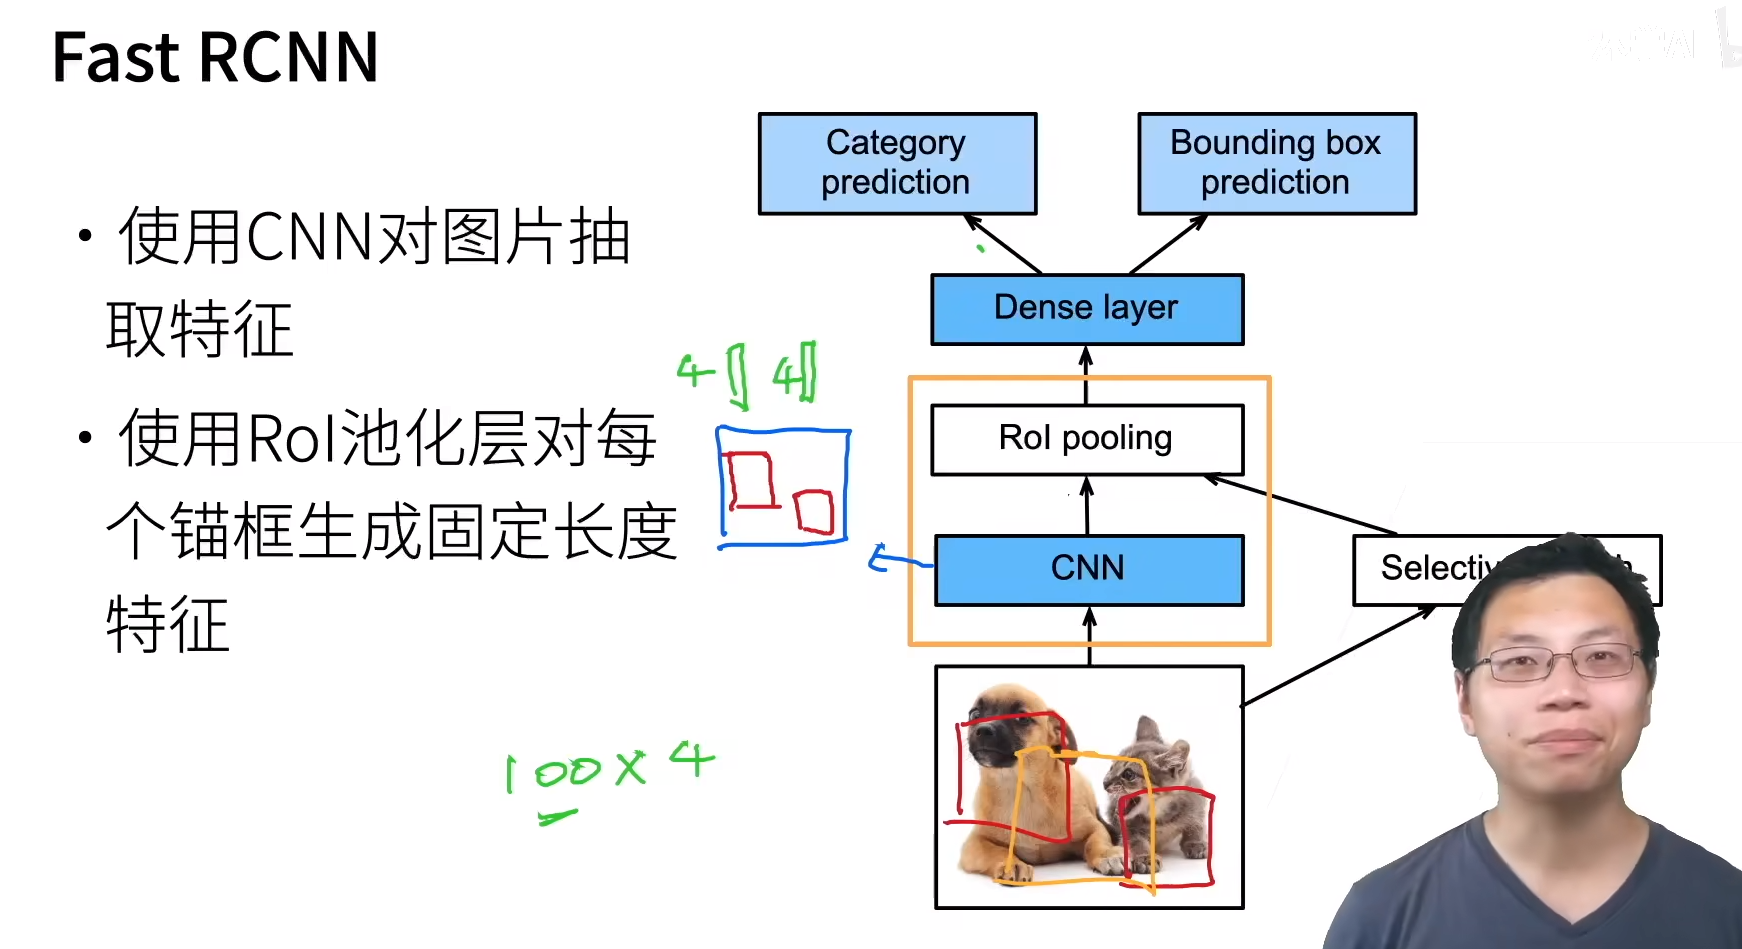 Fast RCNN
• 使用CNN对图片抽
取特征
• 使用RoI池化层对每
个锚框生成固定长度
特征
Category
prediction
Bounding box
prediction
Dense layer
4 4
RoI pooling
CNN
100 x 4